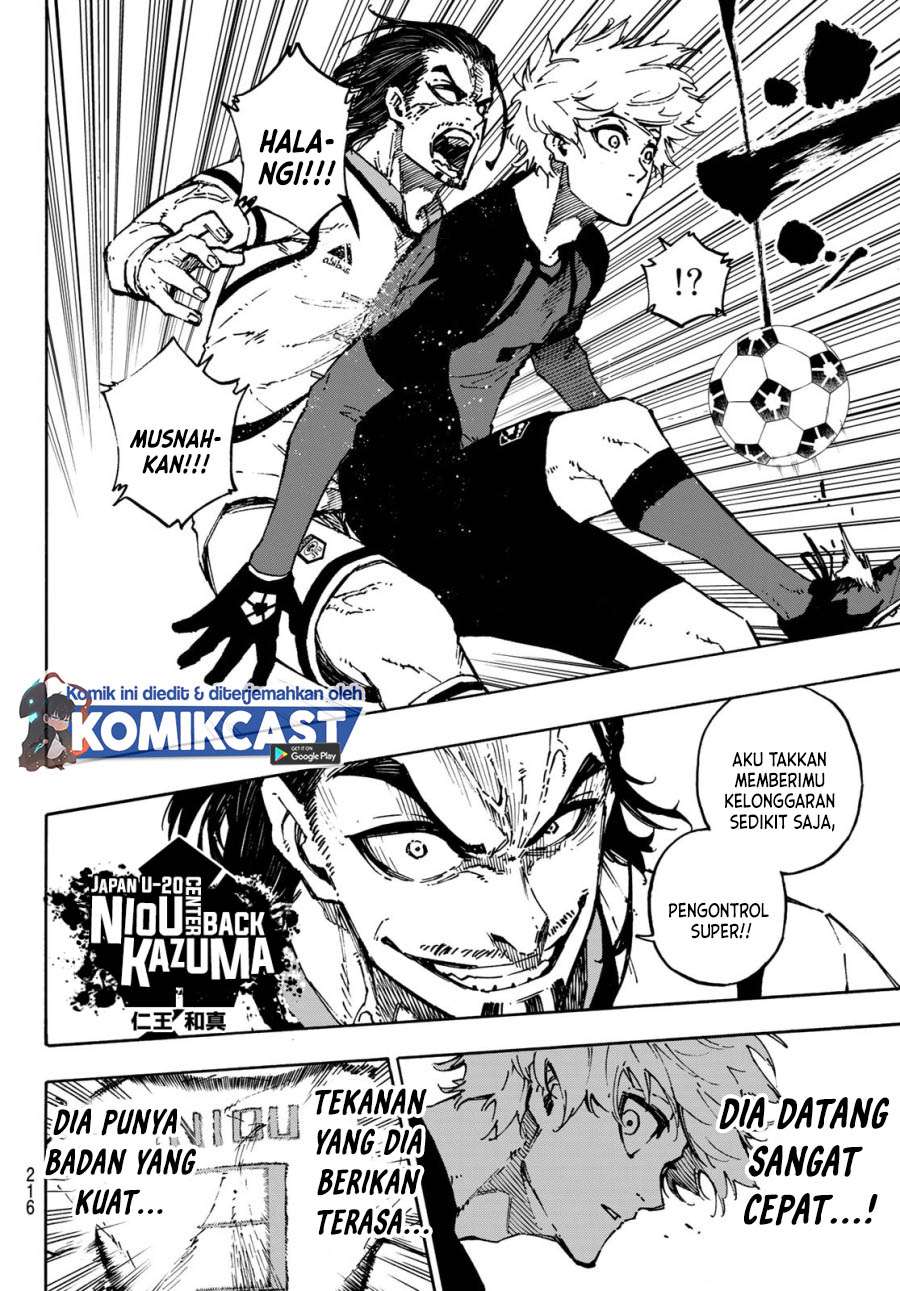 HALA-
NGI!!!
!?
MUSNAH-
KAN!!!
Komik ini diedit & diterjemahkan oleh
KOMIKCAST
GET IT ON
Google Play
AKU TAKKAN
MEMBERIMU
KELONGGARAN
SEDIKIT SAJA,
PENGONTROL
SUPER!!
JAPAN U-20
CENTER BACK
NIOU
KAZUMA
仁王 和真
DIA DATANG
SANGAT
CEPAT...!
TEKANAN
YANG DIA
BERIKAN
TERASA...
NIOU
DIA PUNYA
BADAN YANG
KUAT...
216